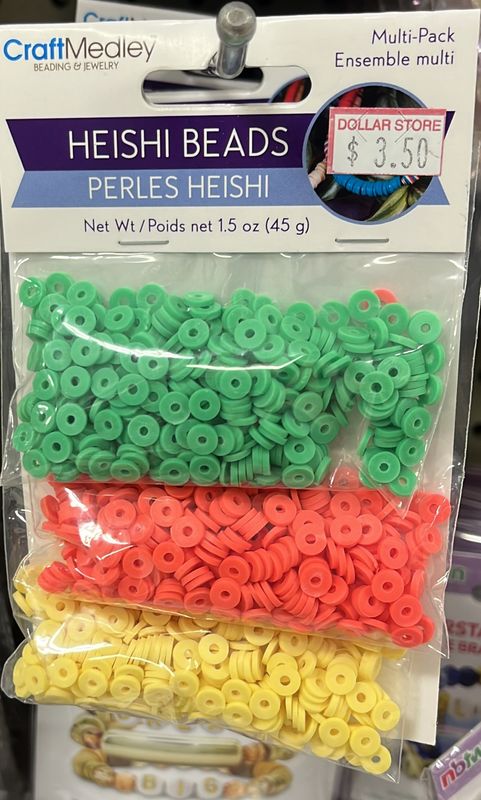 CraftMedley
BEADING & JEWELRY
Multi-Pack
Ensemble multi
HEISHI BEADS
PERLES HEISHI
DOLLAR STORE
$ 3.50
Net Wt / Poids net 1.5 oz (45 g)
BIG